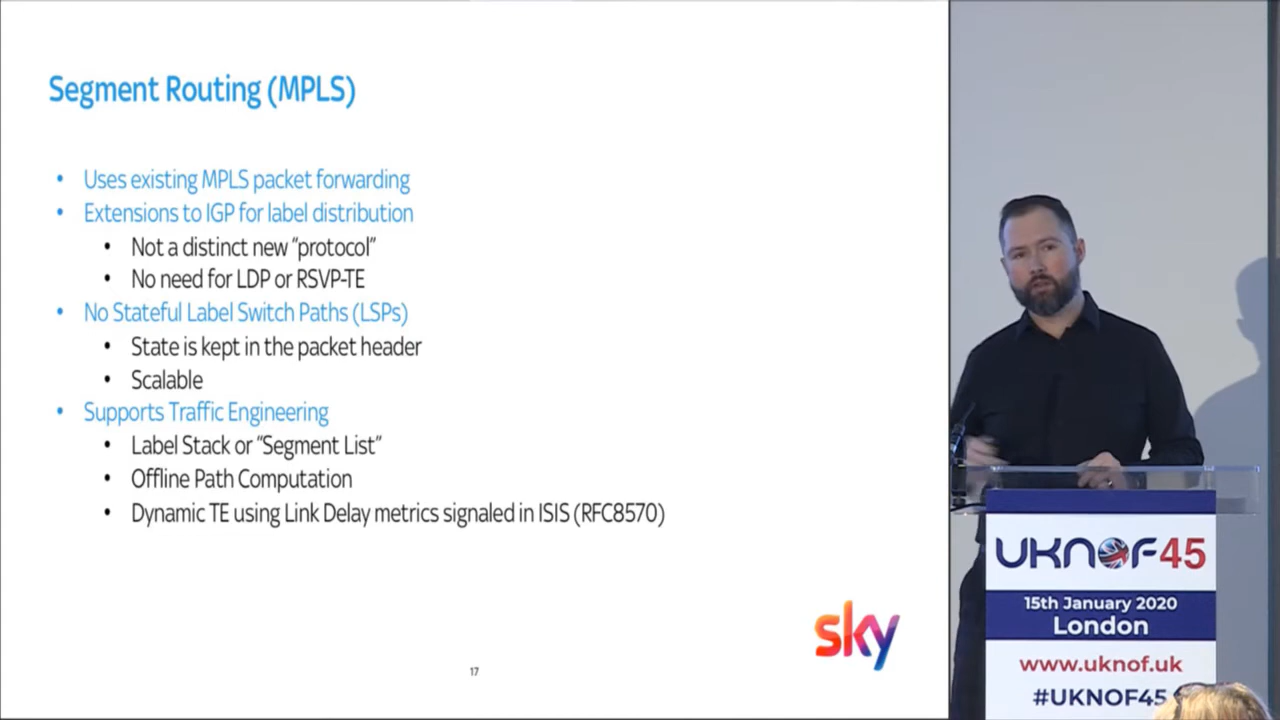 Segment Routing (MPLS)
• Uses existing MPLS packet forwarding
• Extensions to IGP for label distribution
• Not a distinct new “protocol”
• No need for LDP or RSVP-TE
• No Stateful Label Switch Paths (LSPs)
• State is kept in the packet header
• Scalable
• Supports Traffic Engineering
• Label Stack or “Segment List”
• Offline Path Computation
• Dynamic TE using Link Delay metrics signaled in ISIS (RFC8570)
sky
17
UKNOF45
15th January 2020
London
www.uknof.uk
#UKNOF45